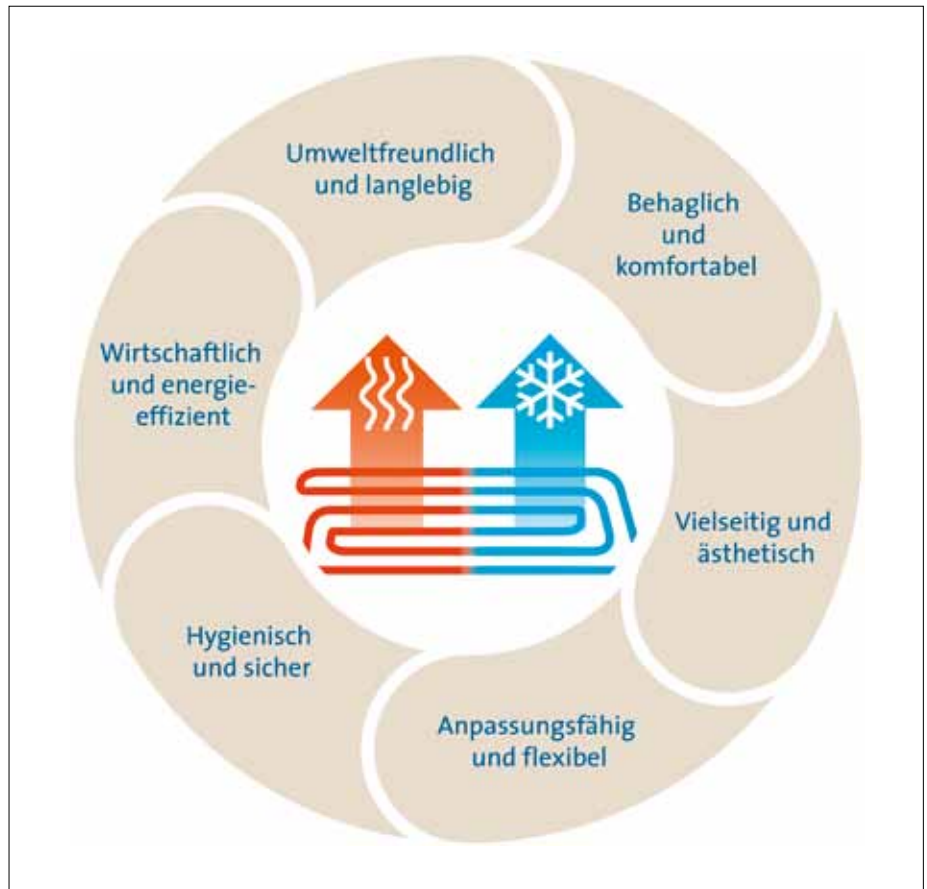 Umweltfreundlich
und langlebig
Behaglich
und
komfortabel
Vielseitig und
ästhetisch
Anpassungsfähig
und flexibel
Hygienisch
und sicher
Wirtschaftlich
und energie-
effizient